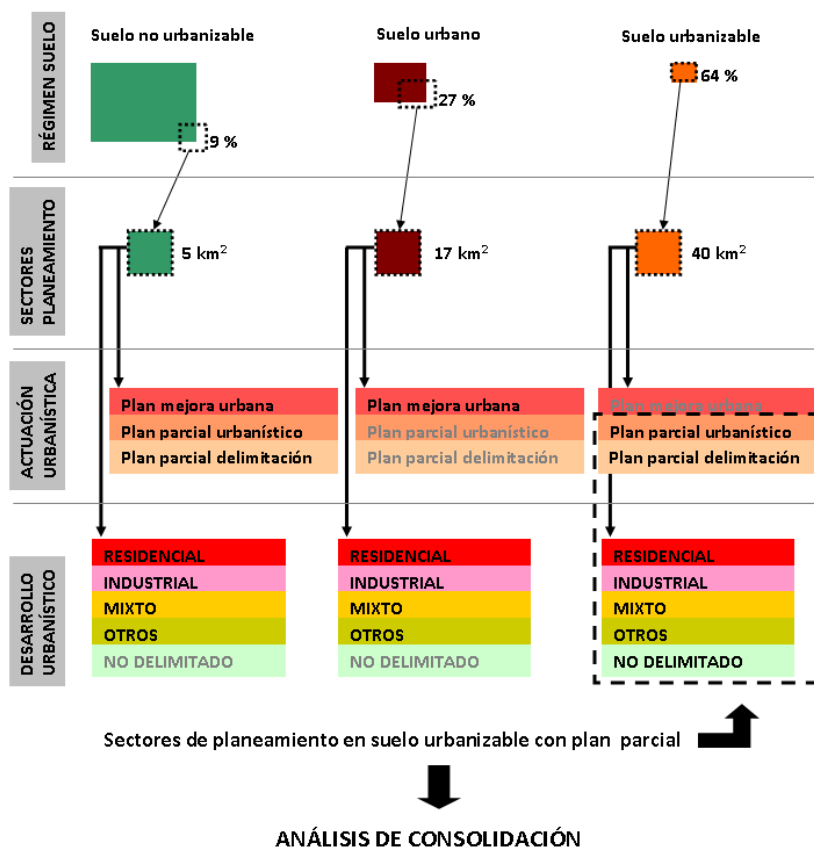 RÉGIMEN SUELO
Suelo no urbanizable
Suelo urbano
Suelo urbanizable
9 %
27 %
64 %
SECTORES
PLANEAMIENTO
5 km²
17 km²
40 km²
ACTUACIÓN
URBANÍSTICA
Plan mejora urbana
Plan parcial urbanístico
Plan parcial delimitación
Plan mejora urbana
Plan parcial urbanístico
Plan parcial delimitación
Plan mejora urbana
Plan parcial urbanístico
Plan parcial delimitación
DESARROLLO
URBANÍSTICO
RESIDENCIAL
INDUSTRIAL
MIXTO
OTROS
NO DELIMITADO
RESIDENCIAL
INDUSTRIAL
MIXTO
OTROS
NO DELIMITADO
RESIDENCIAL
INDUSTRIAL
MIXTO
OTROS
NO DELIMITADO
Sectores de planeamiento en suelo urbanizable con plan parcial
ANÁLISIS DE CONSOLIDACIÓN